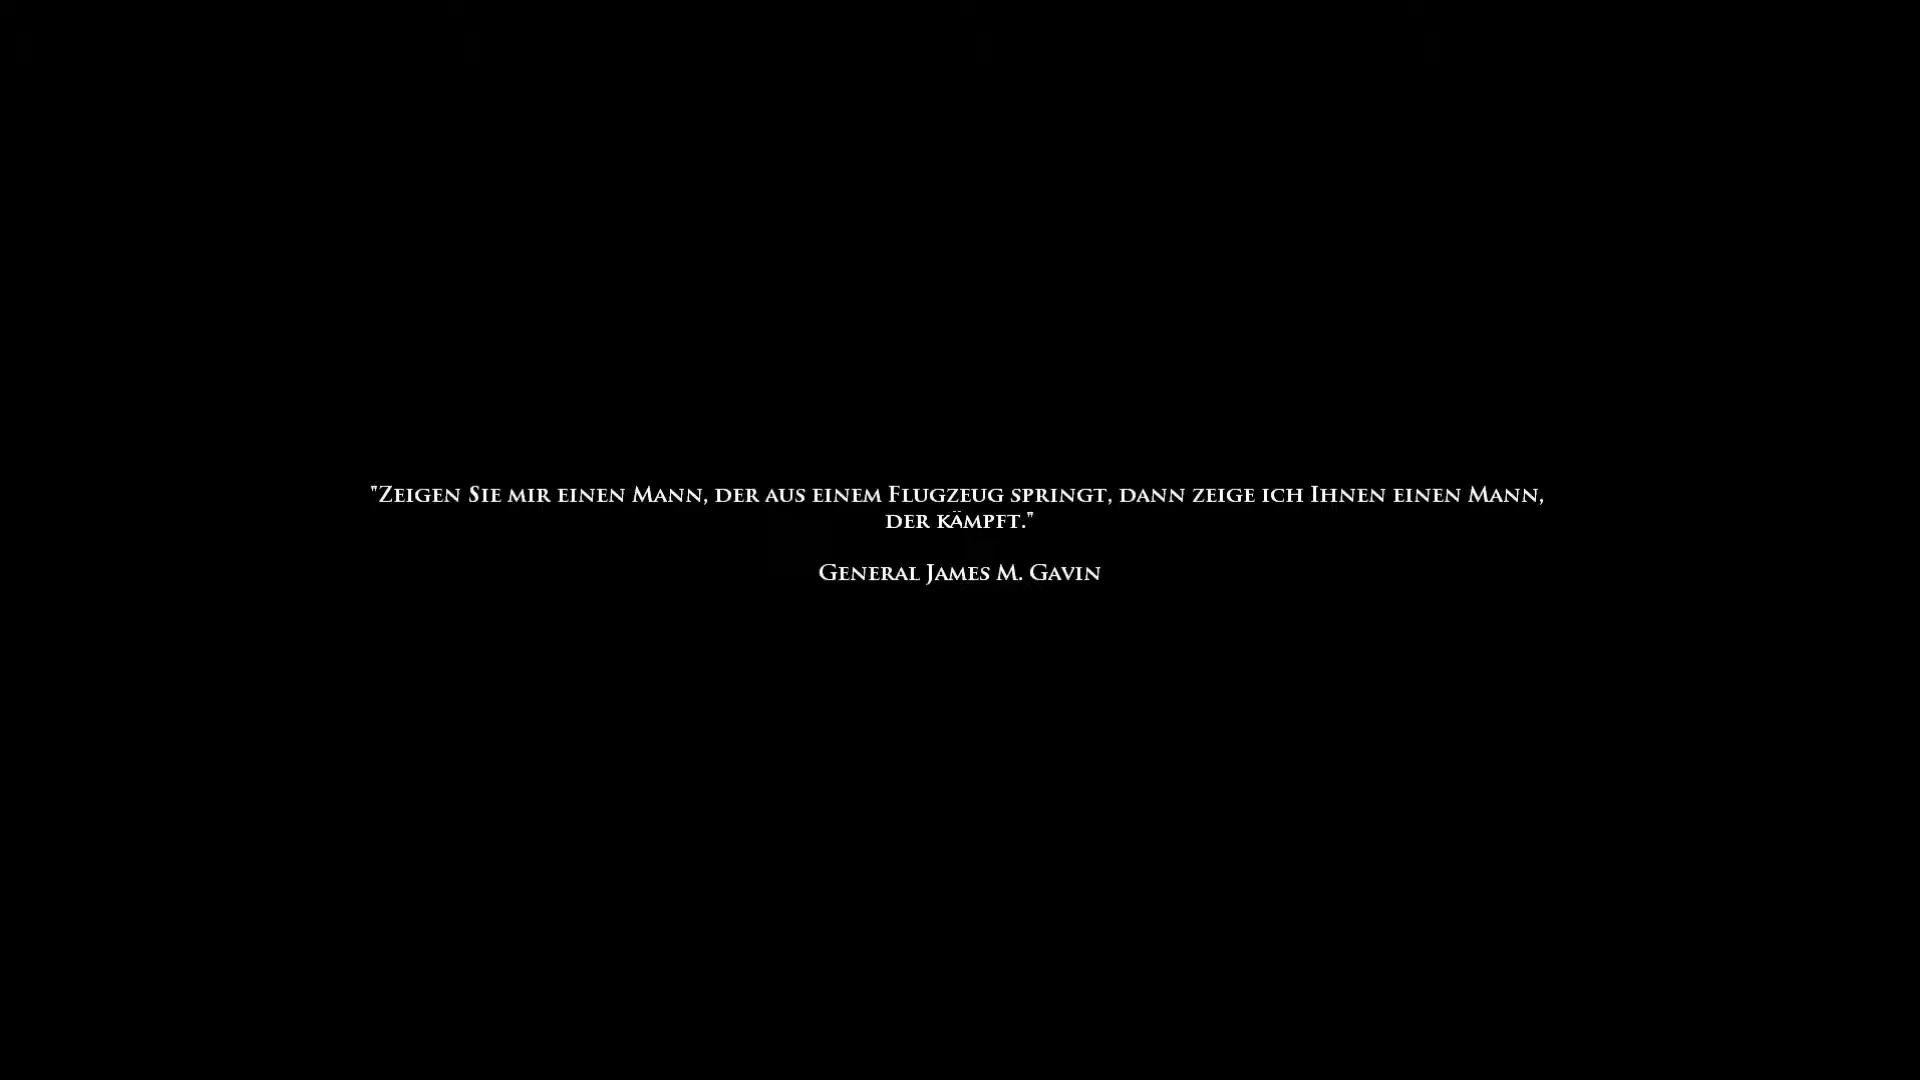 "Zeigen Sie mir einen Mann, der aus einem Flugzeug springt, dann zeige ich Ihnen einen Mann,
der kämpft."
General James M. Gavin